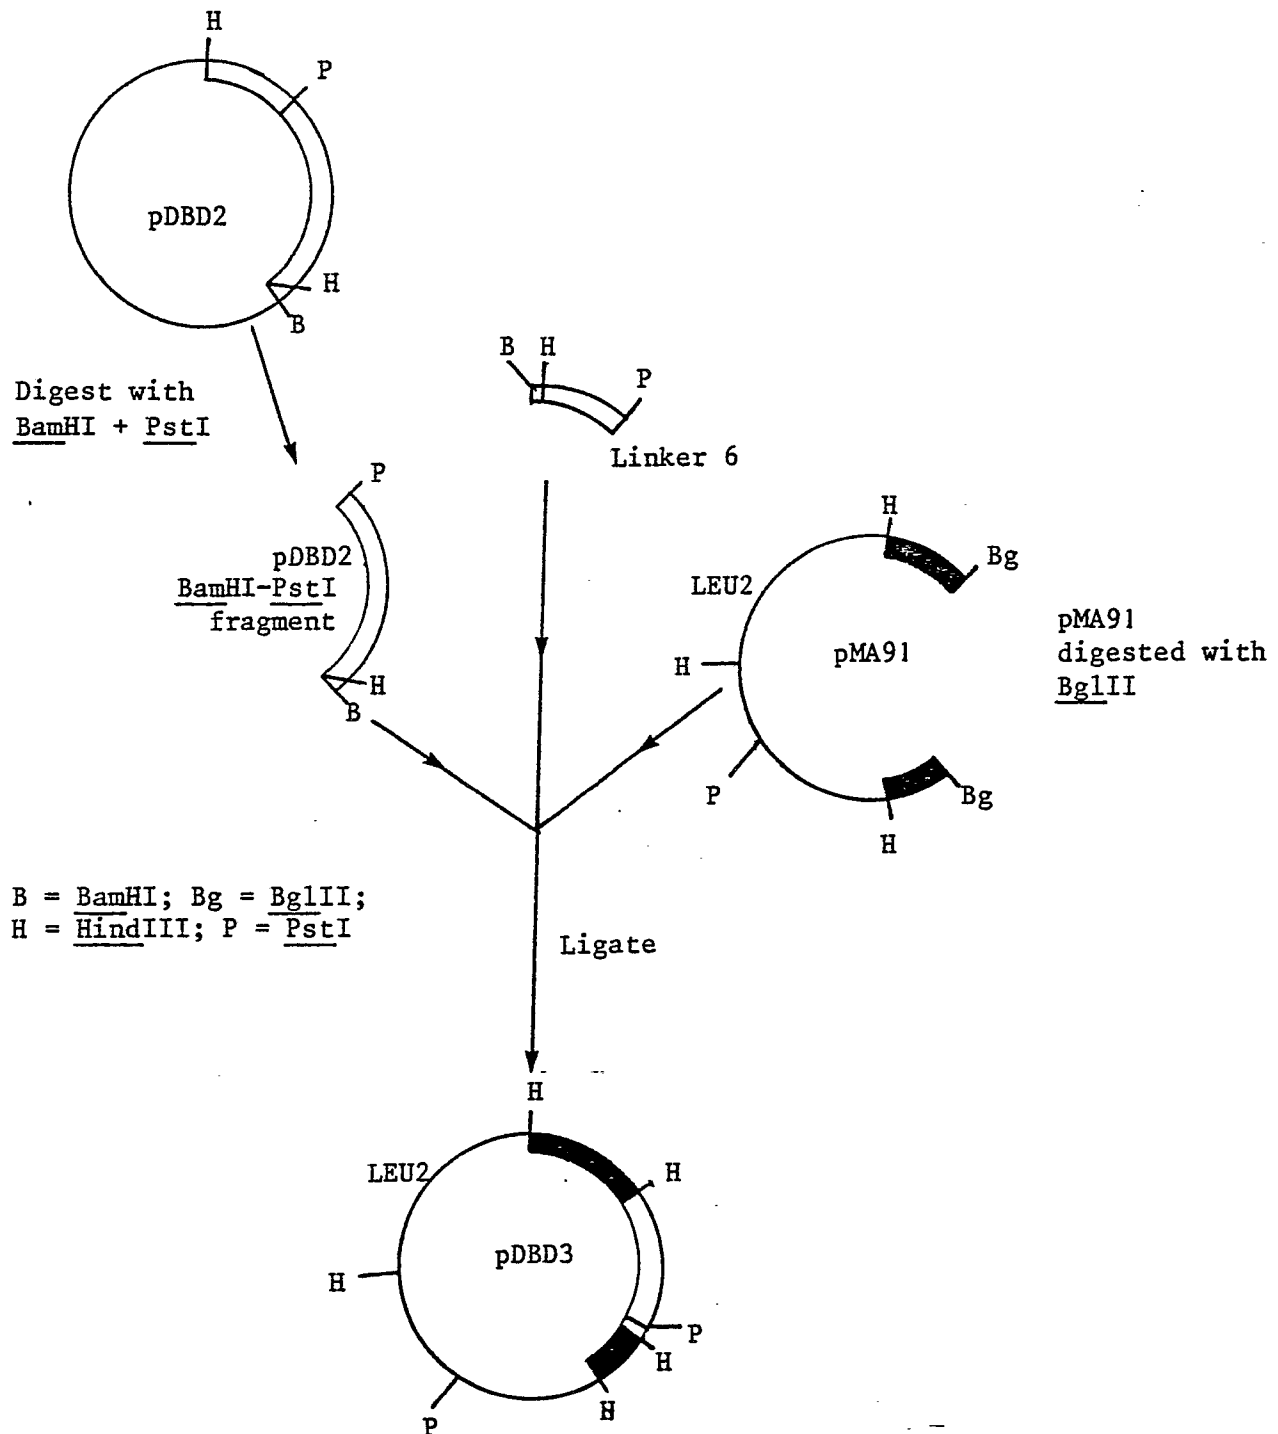 H
P
pDBD2
H
B
Digest with
BamHI + PstI
B H
P
Linker 6
P
pDBD2
BamHI-PstI
fragment
H
B
H
Bg
LEU2
pMA91
H
P
Bg
H
pMA91
digested with
BglII
B = BamHI; Bg = BglII;
H = HindIII; P = PstI
Ligate
H
LEU2
H
pDBD3
H
P
H
P
H